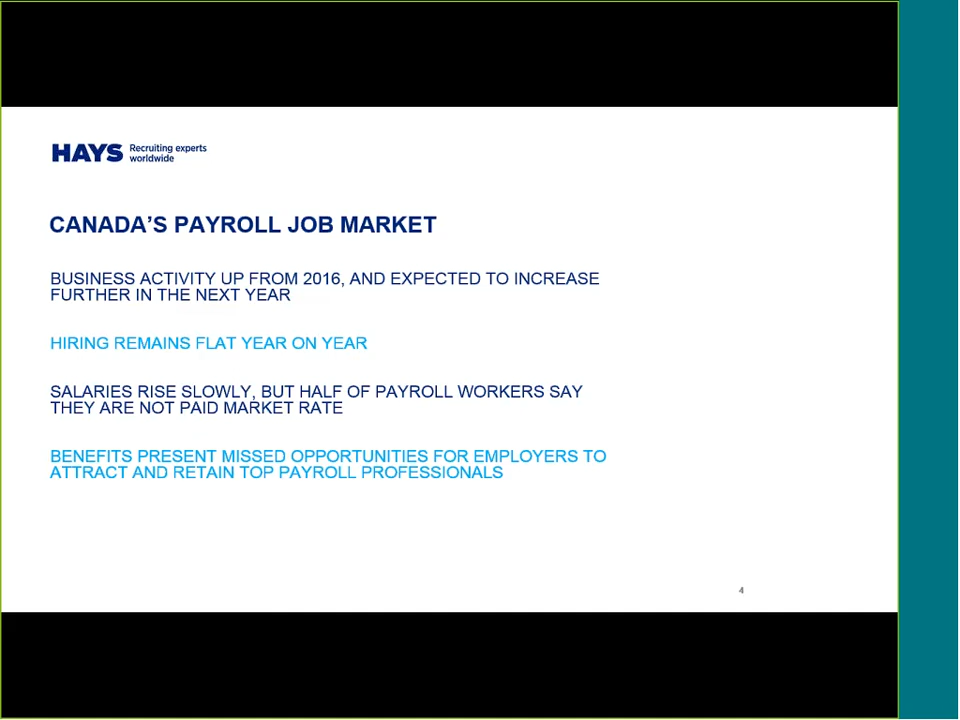 HAYS Recruiting experts
worldwide
CANADA'S PAYROLL JOB MARKET
BUSINESS ACTIVITY UP FROM 2016, AND EXPECTED TO INCREASE
FURTHER IN THE NEXT YEAR
HIRING REMAINS FLAT YEAR ON YEAR
SALARIES RISE SLOWLY, BUT HALF OF PAYROLL WORKERS SAY
THEY ARE NOT PAID MARKET RATE
BENEFITS PRESENT MISSED OPPORTUNITIES FOR EMPLOYERS TO
ATTRACT AND RETAIN TOP PAYROLL PROFESSIONALS
4